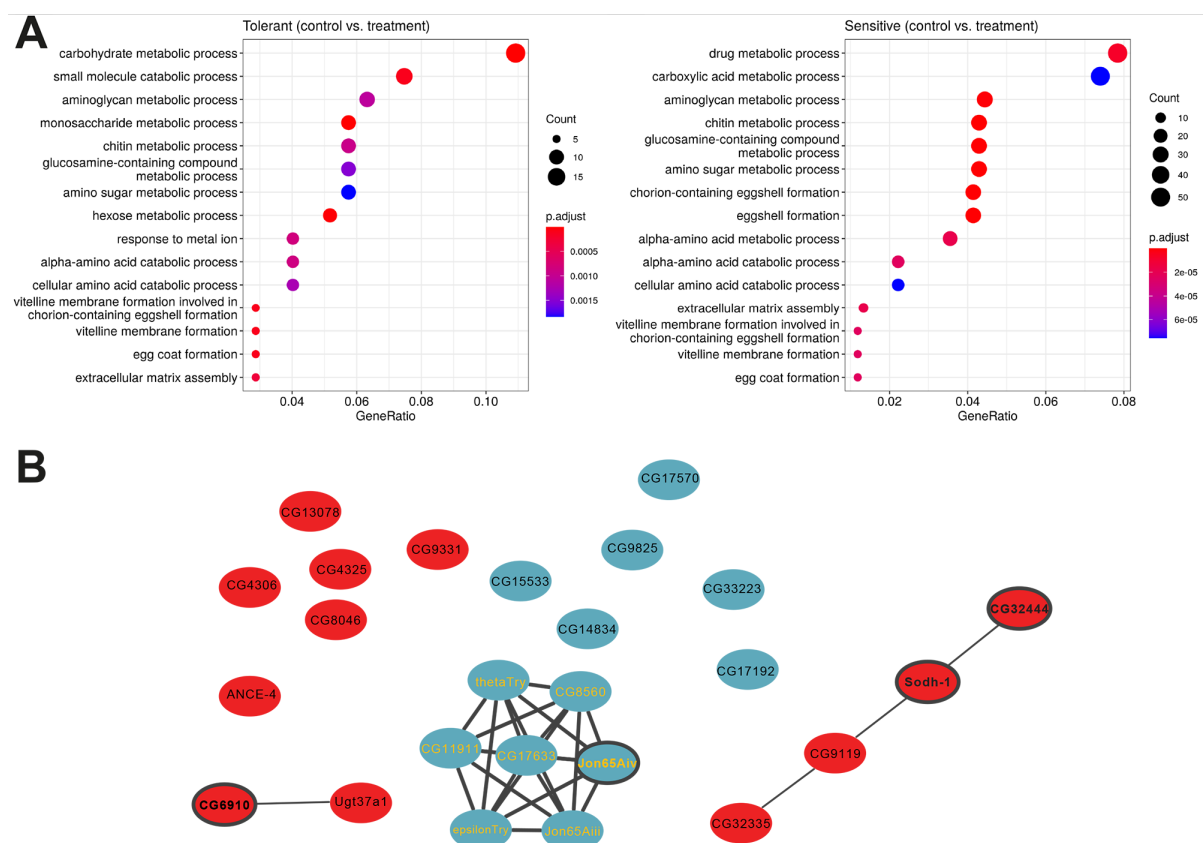 A
Tolerant (control vs. treatment)
carbohydrate metabolic process
small molecule catabolic process
aminoglycan metabolic process
monosaccharide metabolic process
chitin metabolic process
glucosamine-containing compound
metabolic process
amino sugar metabolic process
hexose metabolic process
response to metal ion
alpha-amino acid catabolic process
cellular amino acid catabolic process
vitelline membrane formation involved in
chorion-containing eggshell formation
vitelline membrane formation
egg coat formation
extracellular matrix assembly
0.04 0.06 0.08 0.10
GeneRatio
Count
5
10
15
p.adjust
0.0005
0.0010
0.0015
Sensitive (control vs. treatment)
drug metabolic process
carboxylic acid metabolic process
aminoglycan metabolic process
chitin metabolic process
glucosamine-containing compound
metabolic process
amino sugar metabolic process
chorion-containing eggshell formation
eggshell formation
alpha-amino acid metabolic process
alpha-amino acid catabolic process
cellular amino acid catabolic process
extracellular matrix assembly
vitelline membrane formation involved in
chorion-containing eggshell formation
vitelline membrane formation
egg coat formation
0.02 0.04 0.06 0.08
GeneRatio
Count
10
20
30
40
50
p.adjust
2e-05
4e-05
6e-05
B
CG17570
CG13078
CG9331
CG9825
CG4325
CG4306
CG15533
CG33223
CG8046
CG14834
CG32444
CG17192
thetaTry
CG8560
Sodh-1
ANCE-4
CG11911
CG17633
Jon65Aiv
CG9119
CG6910
Ugt37a1
epsilonTry
Jon65Aiii
CG32335